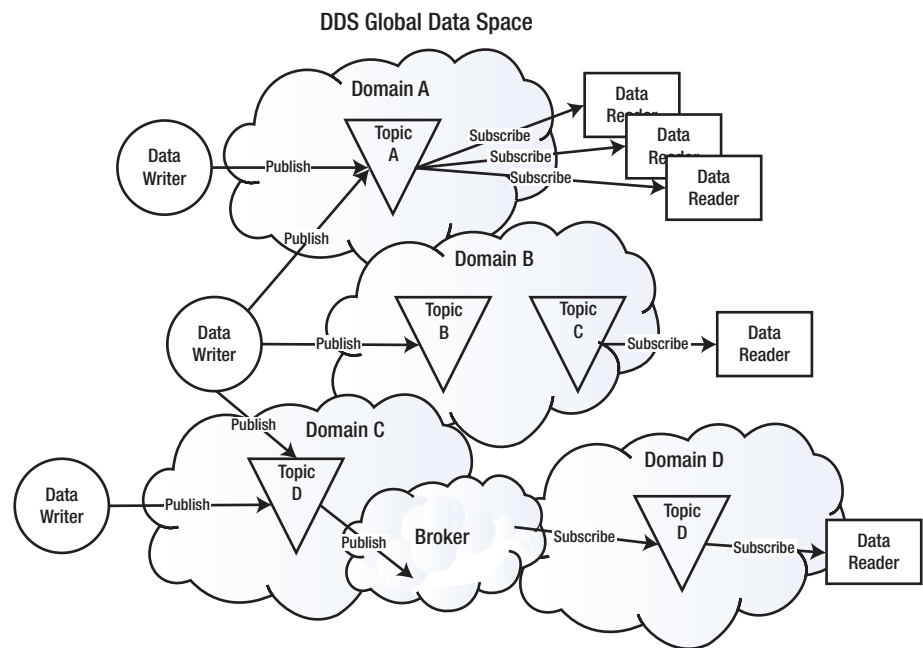 DDS Global Data Space
Domain A
Topic
A
Data
Writer
Publish
Publish
Subscribe
Subscribe
Subscribe
Data
Reader
Data
Reader
Data
Reader
Domain B
Topic
B
Topic
C
Data
Writer
Publish
Subscribe
Data
Reader
Publish
Domain C
Topic
D
Data
Writer
Publish
Publish
Broker
Domain D
Subscribe
Topic
D
Subscribe
Data
Reader